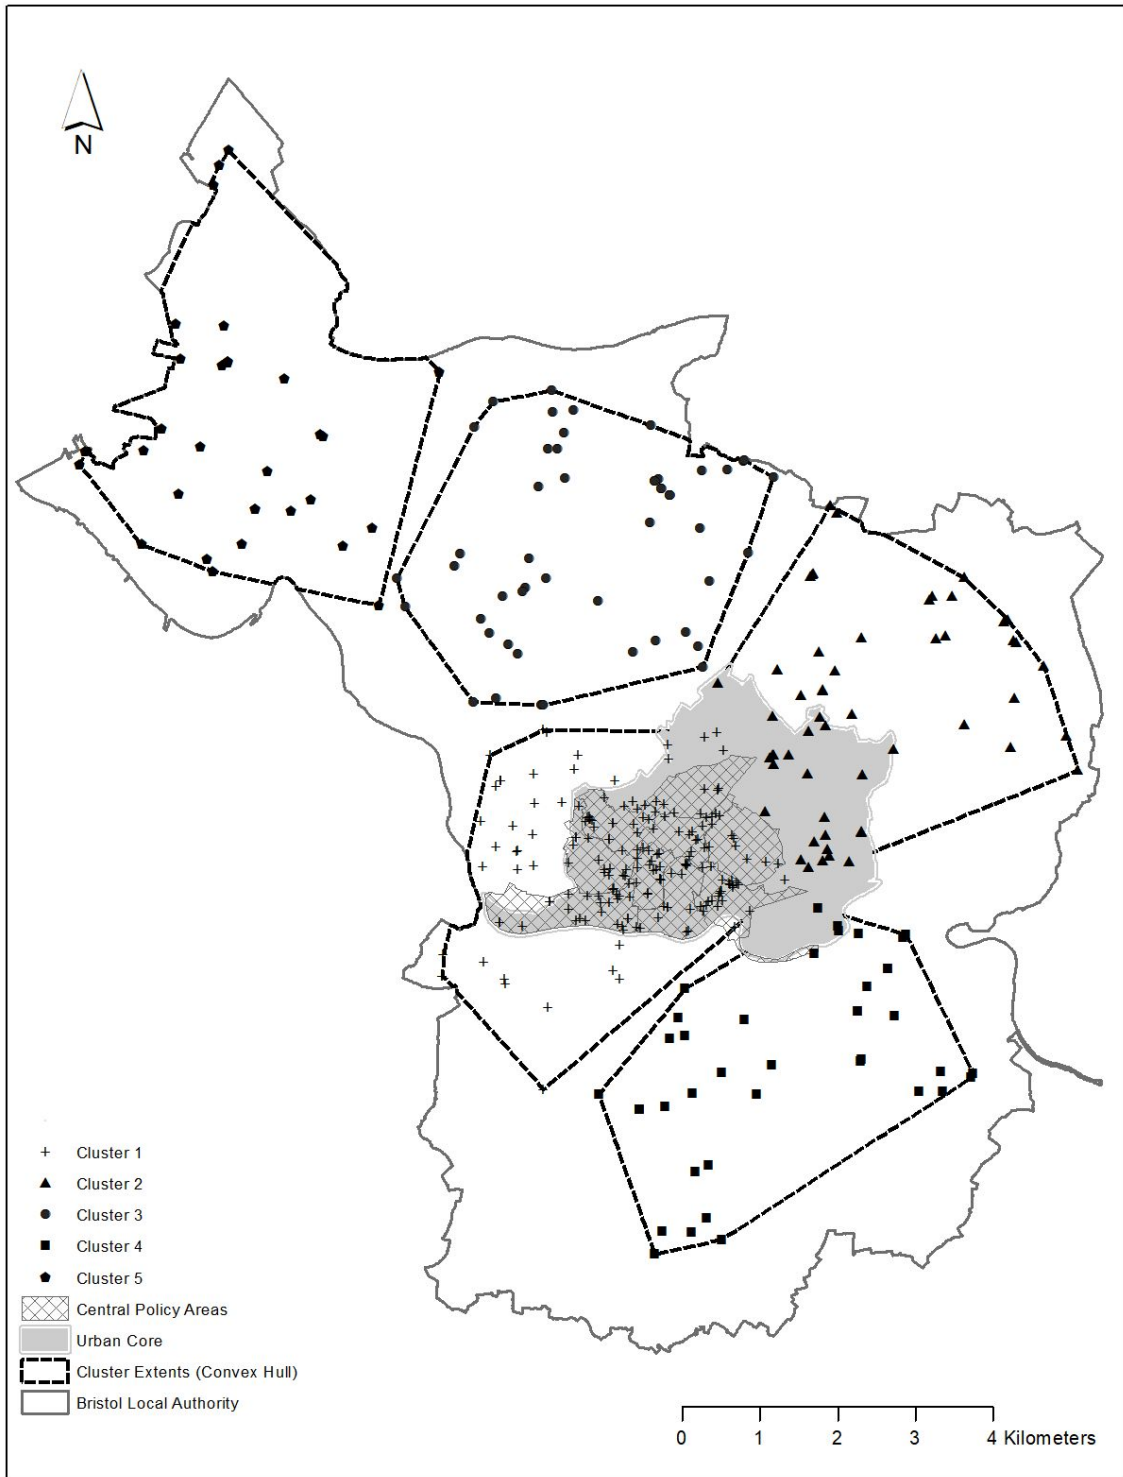 N
Cluster 1
Cluster 2
Cluster 3
Cluster 4
Cluster 5
Central Policy Areas
Urban Core
Cluster Extents (Convex Hull)
Bristol Local Authority
0 1 2 3 4 Kilometers